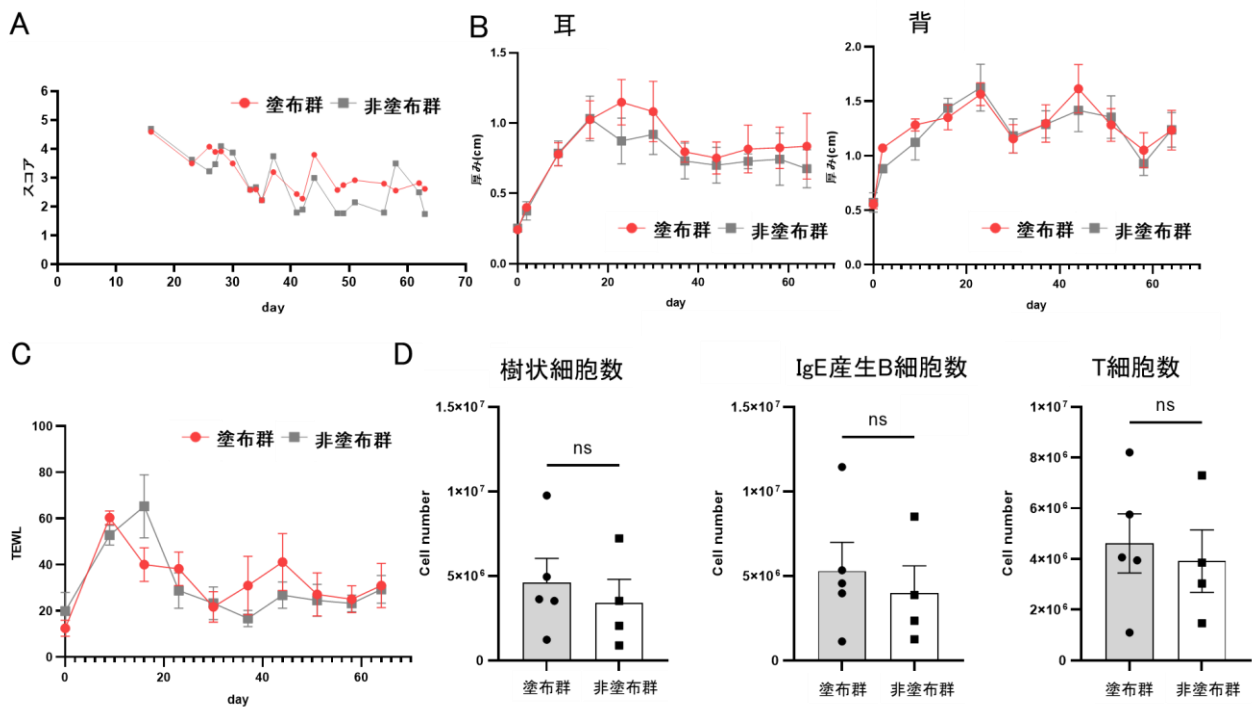 A
6
5
4
3
2
1
0
スコア
塗布群
非塗布群
0
10
20
30
40
50
60
70
day
B
耳
1.5
1.0
0.5
0.0
厚み(cm)
塗布群
非塗布群
0
20
40
60
day
背
2.0
1.5
1.0
0.5
0.0
厚み(cm)
塗布群
非塗布群
0
20
40
60
day
C
100
80
60
40
20
0
TEWL
塗布群
非塗布群
0
20
40
60
day
D
樹状細胞数
1.5×10⁷
1×10⁷
5×10⁶
0
Cell number
ns
塗布群
非塗布群
IgE産生B細胞数
1.5×10⁷
1×10⁷
5×10⁶
0
Cell number
ns
塗布群
非塗布群
T細胞数
1×10⁷
8×10⁶
6×10⁶
4×10⁶
2×10⁶
0
Cell number
ns
塗布群
非塗布群